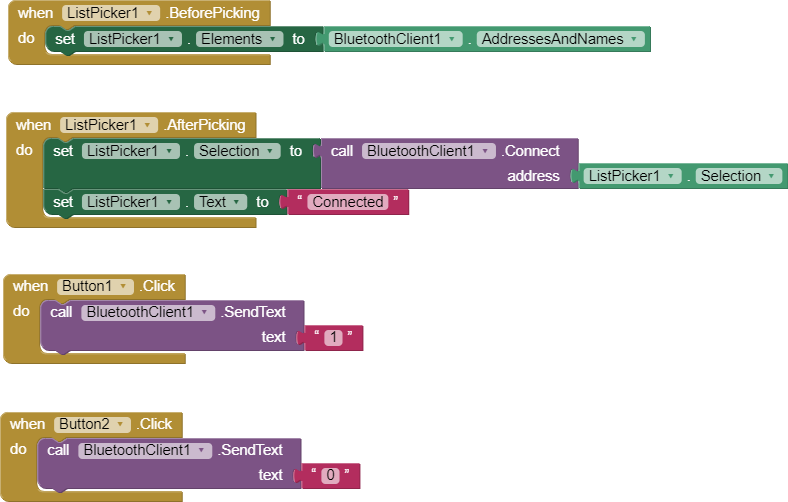 when ListPicker1 .BeforePicking
do set ListPicker1 . Elements to BluetoothClient1 . AddressesAndNames
when ListPicker1 .AfterPicking
do set ListPicker1 . Selection to call BluetoothClient1 .Connect
address ListPicker1 . Selection
set ListPicker1 . Text to “ Connected ”
when Button1 .Click
do call BluetoothClient1 .SendText
text “ 1 ”
when Button2 .Click
do call BluetoothClient1 .SendText
text “ 0 ”